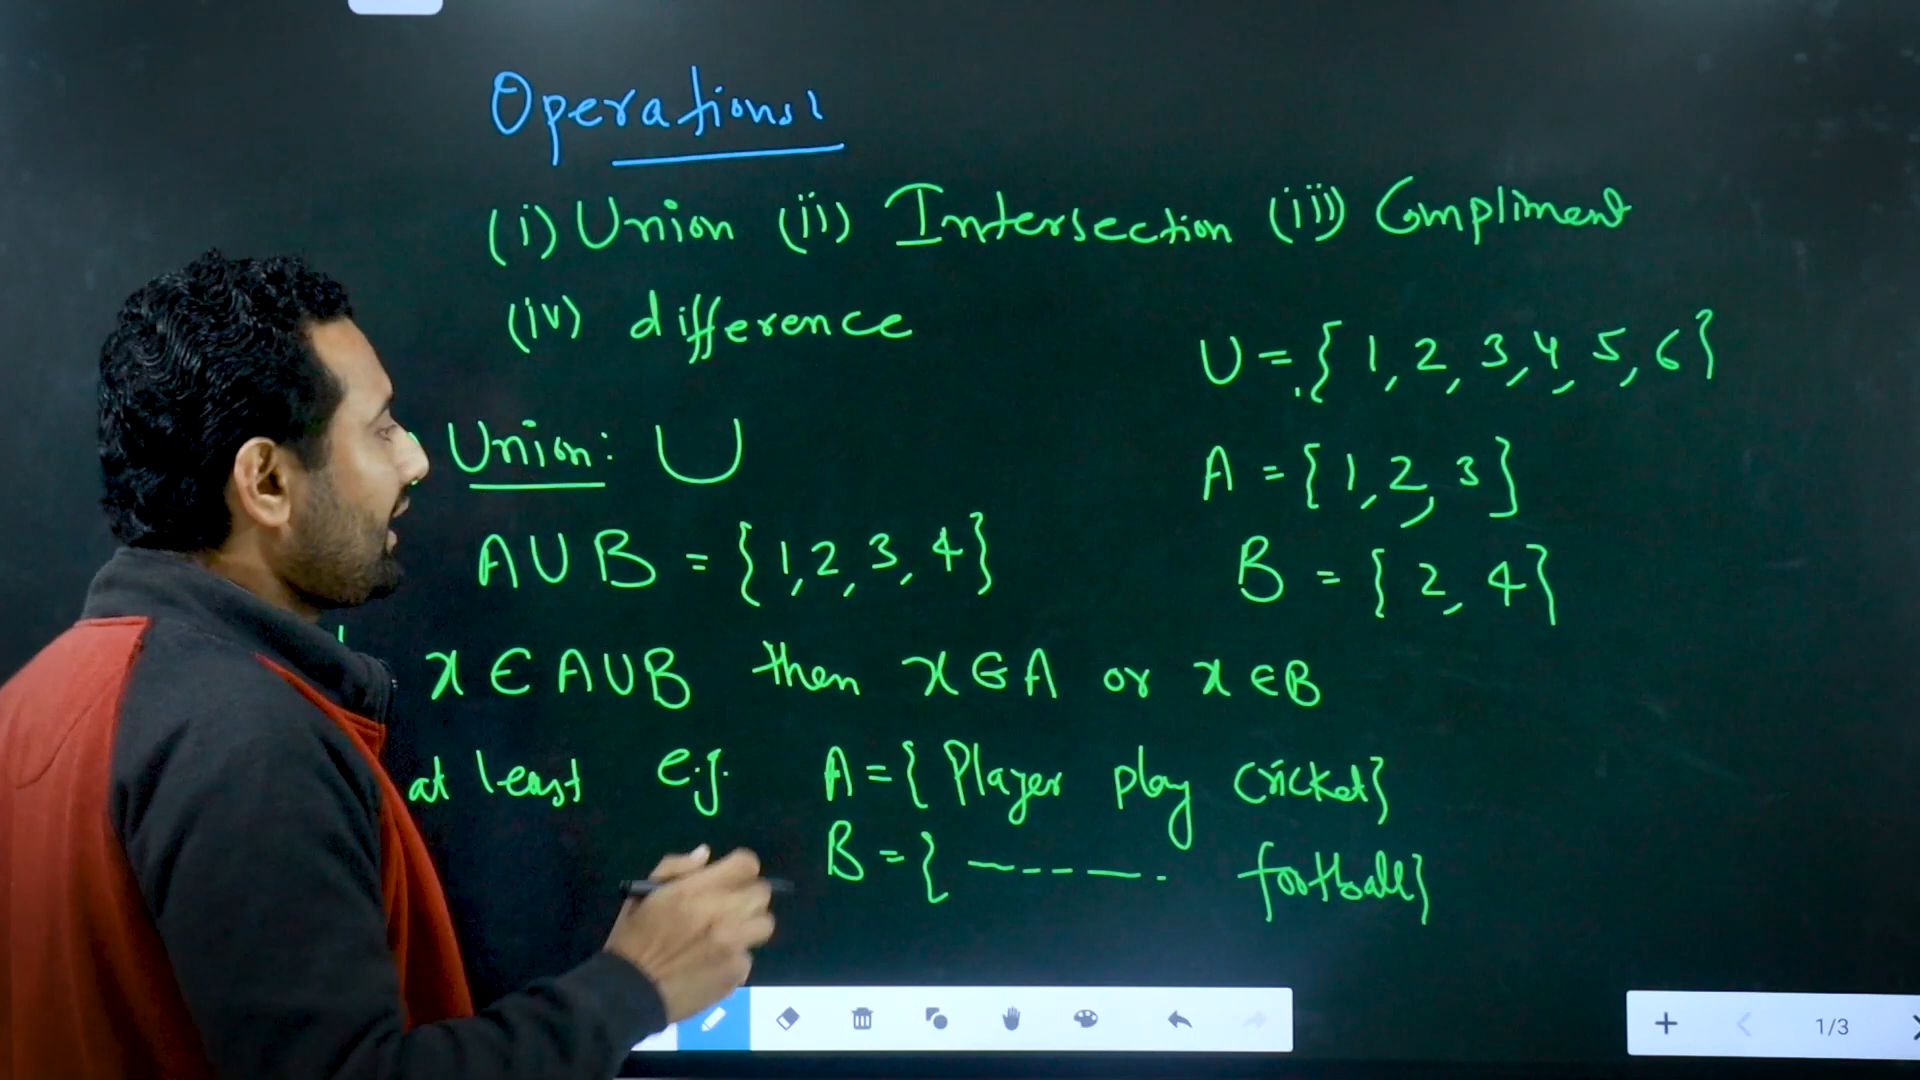 Operations:
(i) Union (ii) Intersection (iii) Compliment
(iv) difference
U = {1, 2, 3, 4, 5, 6}
Union: ∪
A = {1, 2, 3}
A ∪ B = {1, 2, 3, 4}
B = {2, 4}
x ∈ A ∪ B then x ∈ A or x ∈ B
at least e.g. A = {Player play cricket}
B = { ------ football}
1/3